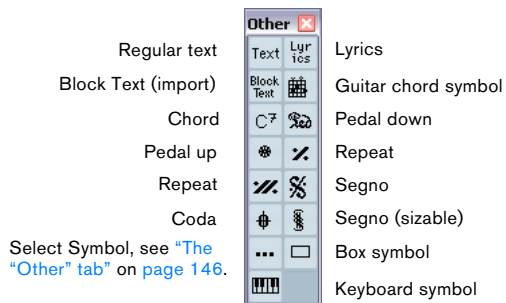 Other
Regular text Text Lyr ics Lyrics
Block Text (import) Block Text Guitar chord symbol
Chord C7 Ped Pedal down
Pedal up Repeat
Repeat Segno
Coda Segno (sizable)
Select Symbol, see "The
"Other" tab" on page 146. Box symbol
Keyboard symbol